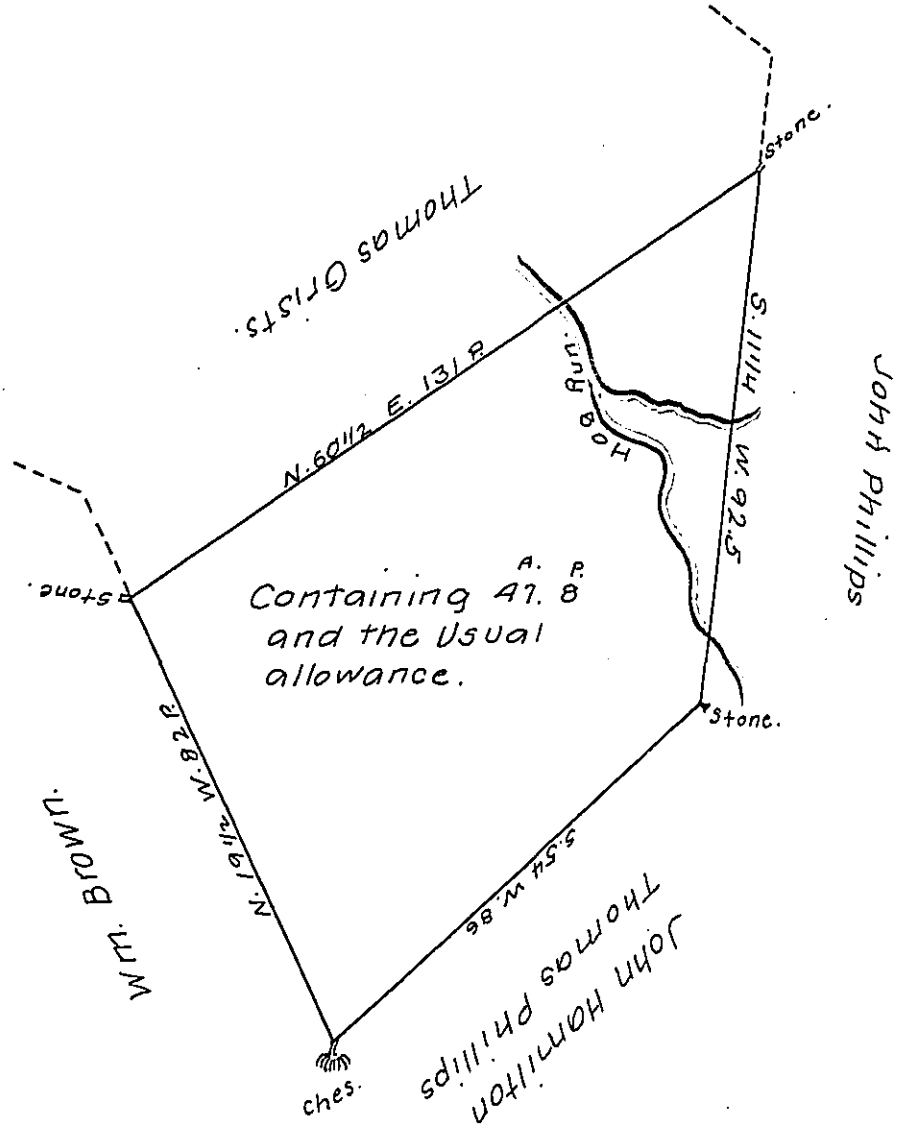 Stone.
Thomas Grists.
N. 60 1/2 E. 131 P.
Hog Run.
S. 11 1/4 W. 92.5
John Phillips
Stone.
Containing 47. A. 8 P.
and the Usual
allowance.
Stone.
N. 19 1/2 W. 82 P.
Wm. Brown.
S. 54 W. 86
Thomas Phillips
John Hamilton
ches.